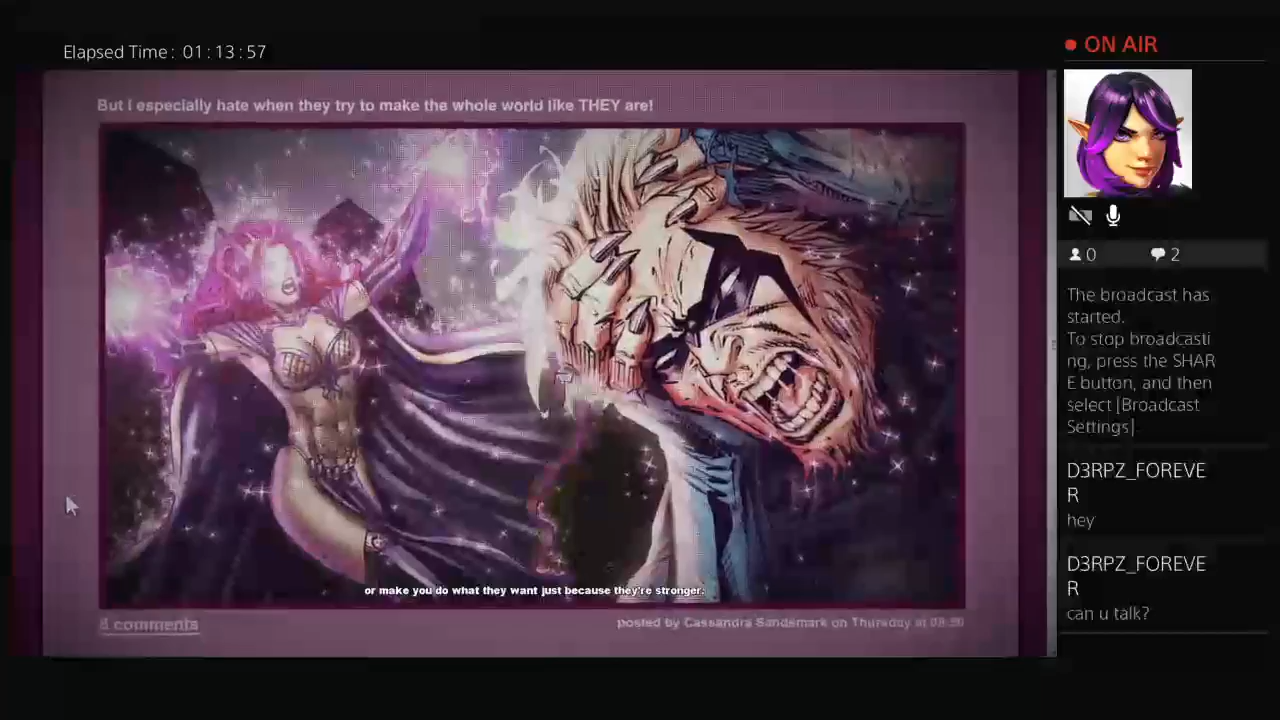 Elapsed Time: 01:13:57
ON AIR
But I especially hate when they try to make the whole world like THEY are!
or make you do what they want just because they're stronger.
8 comments
posted by Cassandra Sandsmark on Thursday at
0
2
The broadcast has
started.
To stop broadcasti
ng, press the SHAR
E button, and then
select [Broadcast
Settings].
D3RPZ_FOREVE
R
hey
D3RPZ_FOREVE
R
can u talk?